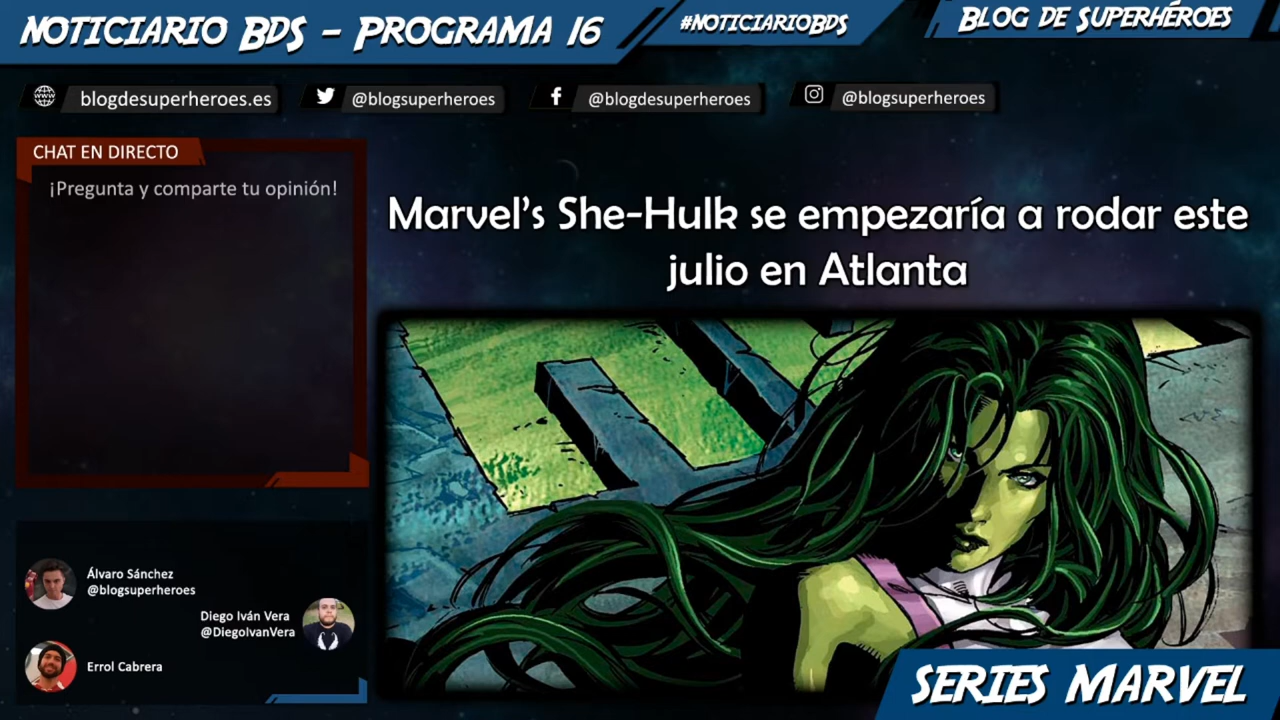 NOTICIARIO BDS - PROGRAMA 16
#NOTICIARIOBDS
BLOG DE SUPERHÉROES
www
blogdesuperheroes.es
@blogsuperheroes
@blogdesuperheroes
@blogsuperheroes
CHAT EN DIRECTO
¡Pregunta y comparte tu opinión!
Marvel's She-Hulk se empezaría a rodar este
julio en Atlanta
Álvaro Sánchez
@blogsuperheroes
Diego Iván Vera
@DiegoIvanVera
Errol Cabrera
SERIES MARVEL